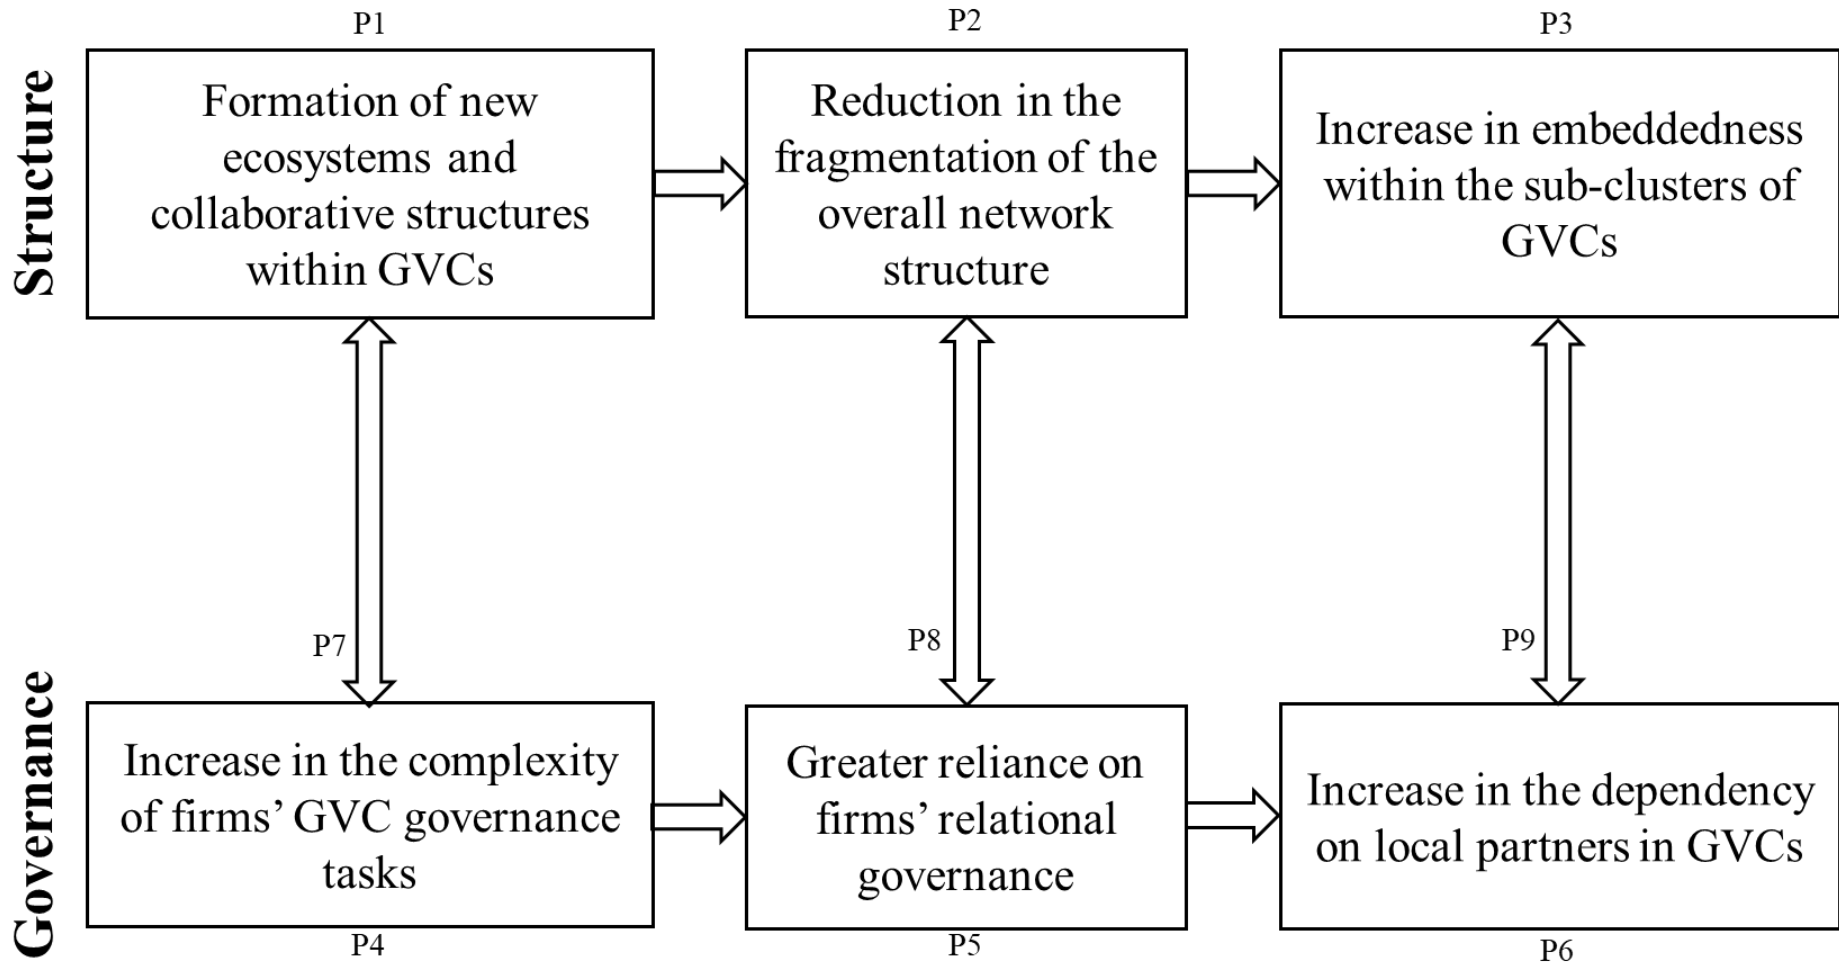 P1
P2
P3
Structure
Formation of new
ecosystems and
collaborative structures
within GVCs
Reduction in the
fragmentation of the
overall network
structure
Increase in embeddedness
within the sub-clusters of
GVCs
P7
P8
P9
Governance
Increase in the complexity
of firms’ GVC governance
tasks
Greater reliance on
firms’ relational
governance
Increase in the dependency
on local partners in GVCs
P4
P5
P6